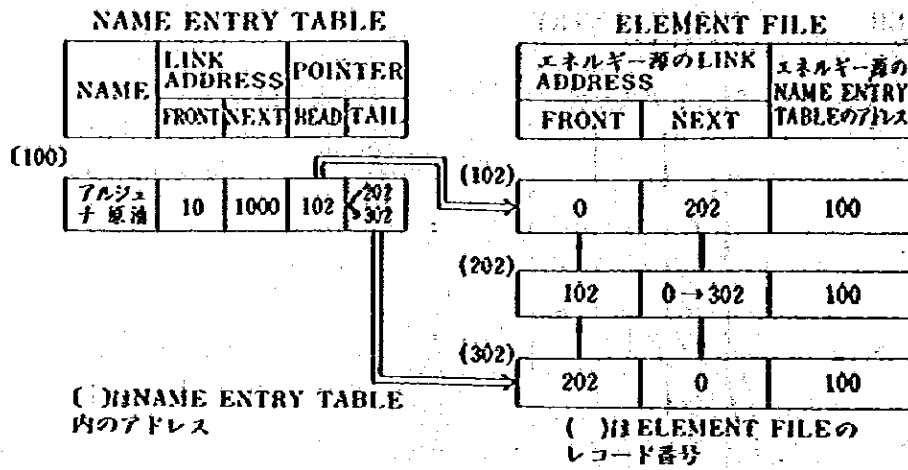 NAME ENTRY TABLE
NAME
LINK ADDRESS
POINTER
FRONT
NEXT
HEAD
TAIL
(100)
アルジュナ原油
10
1000
102
202
302
( )はNAME ENTRY TABLE
内のアドレス
ELEMENT FILE
エネルギー源のLINK
ADDRESS
エネルギー源の
NAME ENTRY
TABLEのアドレス
FRONT
NEXT
(102)
0
202
100
(202)
102
0→302
100
(302)
202
0
100
( )はELEMENT FILEの
レコード番号